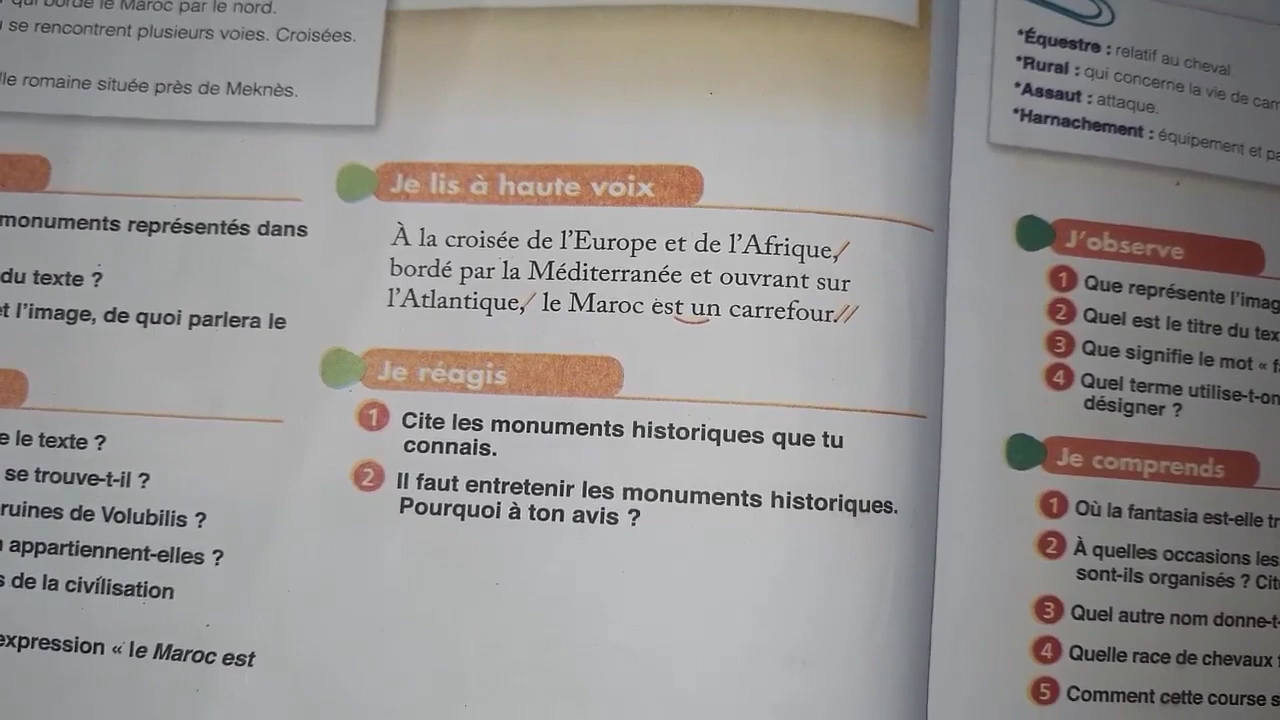 qui borde le Maroc par le nord.
se rencontrent plusieurs voies. Croisées.
lle romaine située près de Meknès.
monuments représentés dans
du texte ?
t l'image, de quoi parlera le
e le texte ?
se trouve-t-il ?
ruines de Volubilis ?
appartiennent-elles ?
s de la civilisation
expression « le Maroc est
Je lis à haute voix
À la croisée de l'Europe et de l'Afrique,/
bordé par la Méditerranée et ouvrant sur
l'Atlantique,/ le Maroc est un carrefour.//
Je réagis
1 Cite les monuments historiques que tu
connais.
2 Il faut entretenir les monuments historiques.
Pourquoi à ton avis ?
*Équestre : relatif au cheval.
*Rural : qui concerne la vie de cam
*Assaut : attaque.
*Harnachement : équipement et pa
J'observe
1 Que représente l'imag
2 Quel est le titre du tex
3 Que signifie le mot « f
4 Quel terme utilise-t-on
désigner ?
Je comprends
1 Où la fantasia est-elle tr
2 À quelles occasions les
sont-ils organisés ? Cit
3 Quel autre nom donne-t-
4 Quelle race de chevaux
5 Comment cette course s